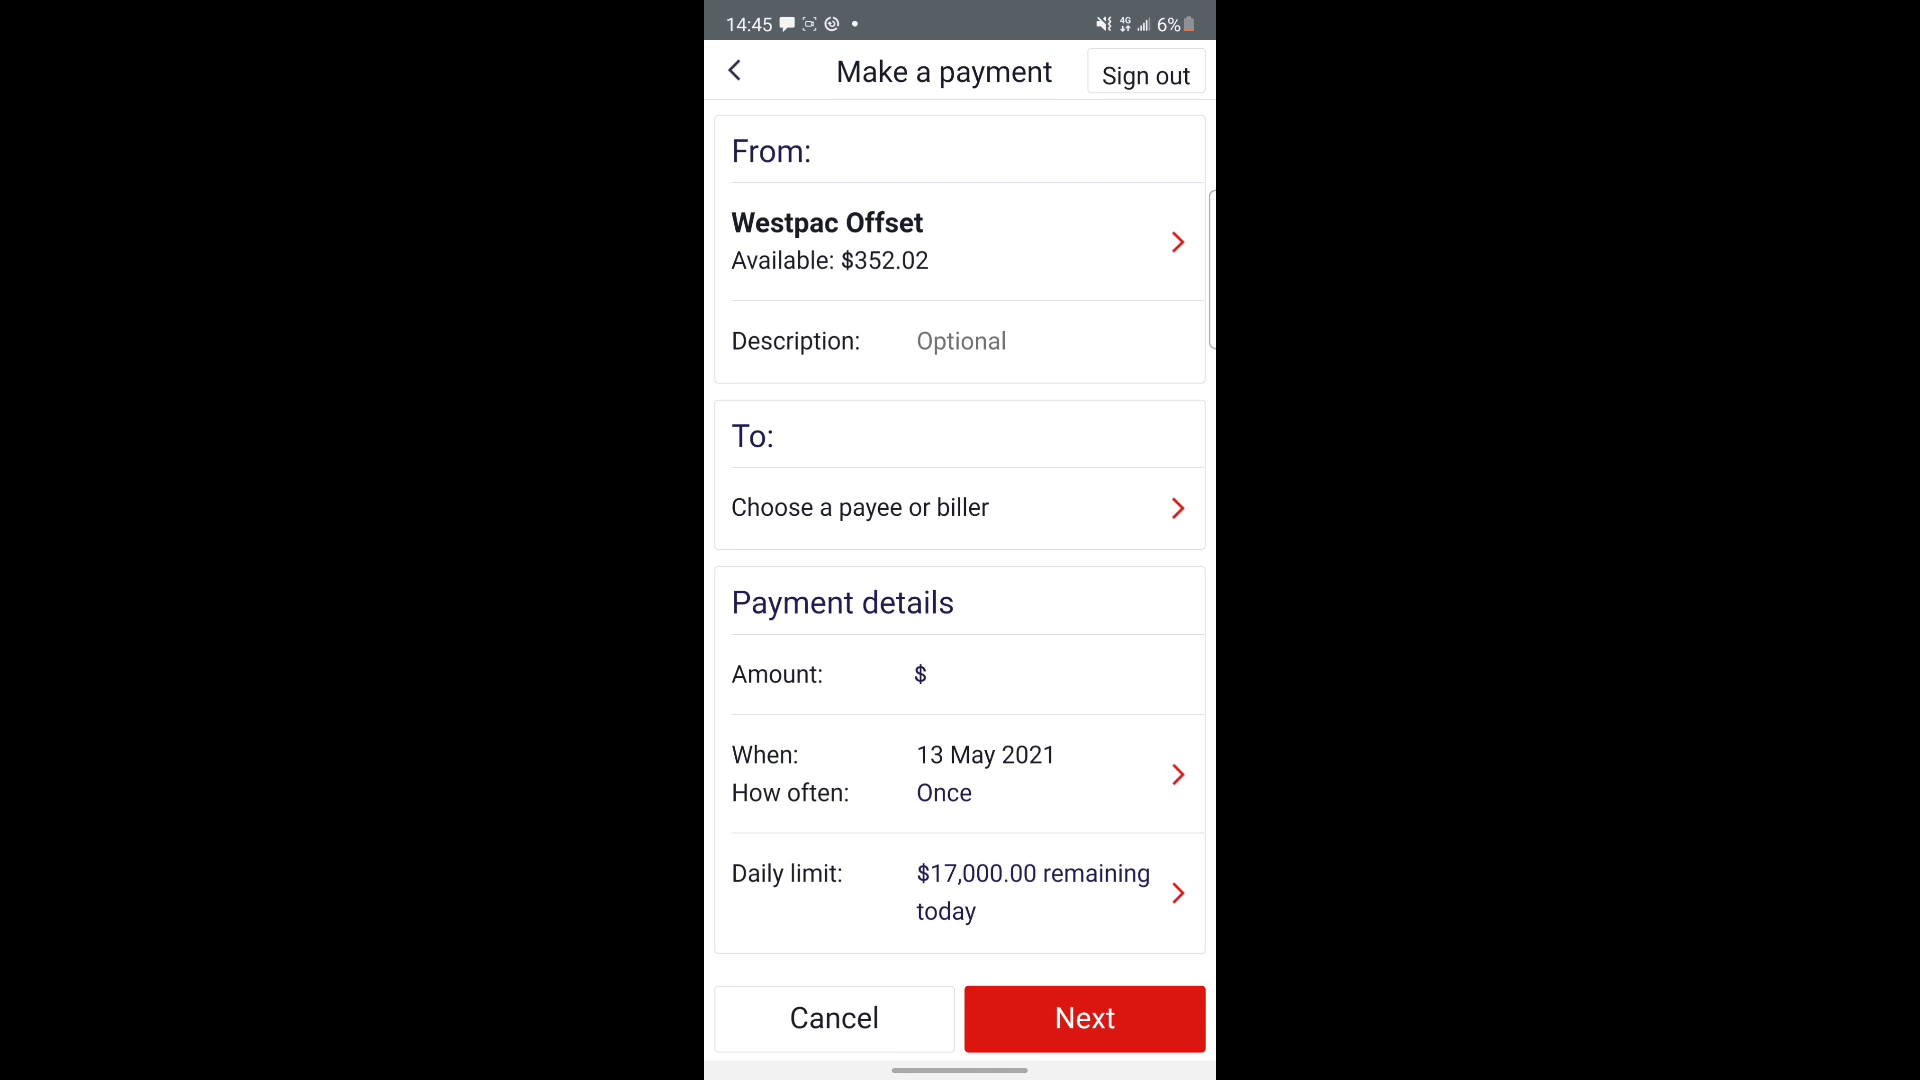 14:45
4G
6%
Make a payment
Sign out
From:
Westpac Offset
Available: $352.02
Description: Optional
To:
Choose a payee or biller
Payment details
Amount: $
When: 13 May 2021
How often: Once
Daily limit: $17,000.00 remaining
today
Cancel
Next